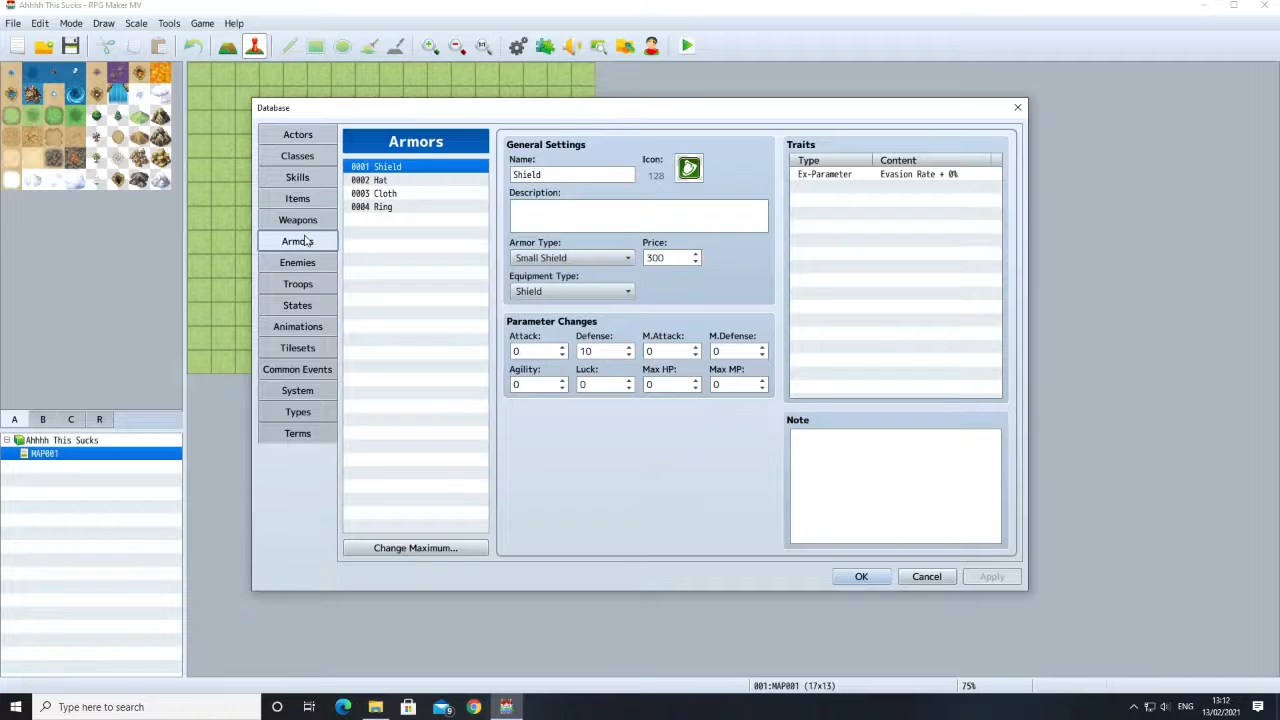 Ahhhh This Sucks - RPG Maker MV
File Edit Mode Draw Scale Tools Game Help
Database
Actors
Classes
Skills
Items
Weapons
Armors
Enemies
Troops
States
Animations
Tilesets
Common Events
System
Types
Terms
Armors
0001 Shield
0002 Hat
0003 Cloth
0004 Ring
Change Maximum...
General Settings
Name: Icon:
Shield 128
Description:
Armor Type: Price:
Small Shield 300
Equipment Type:
Shield
Parameter Changes
Attack: Defense: M.Attack: M.Defense:
0 10 0 0
Agility: Luck: Max HP: Max MP:
0 0 0 0
Traits
Type Content
Ex-Parameter Evasion Rate + 0%
Note
OK Cancel Apply
A B C R
Ahhhh This Sucks
MAP001
001:MAP001 (17×13) 75%
Type here to search
ENG
13:12
13/02/2021